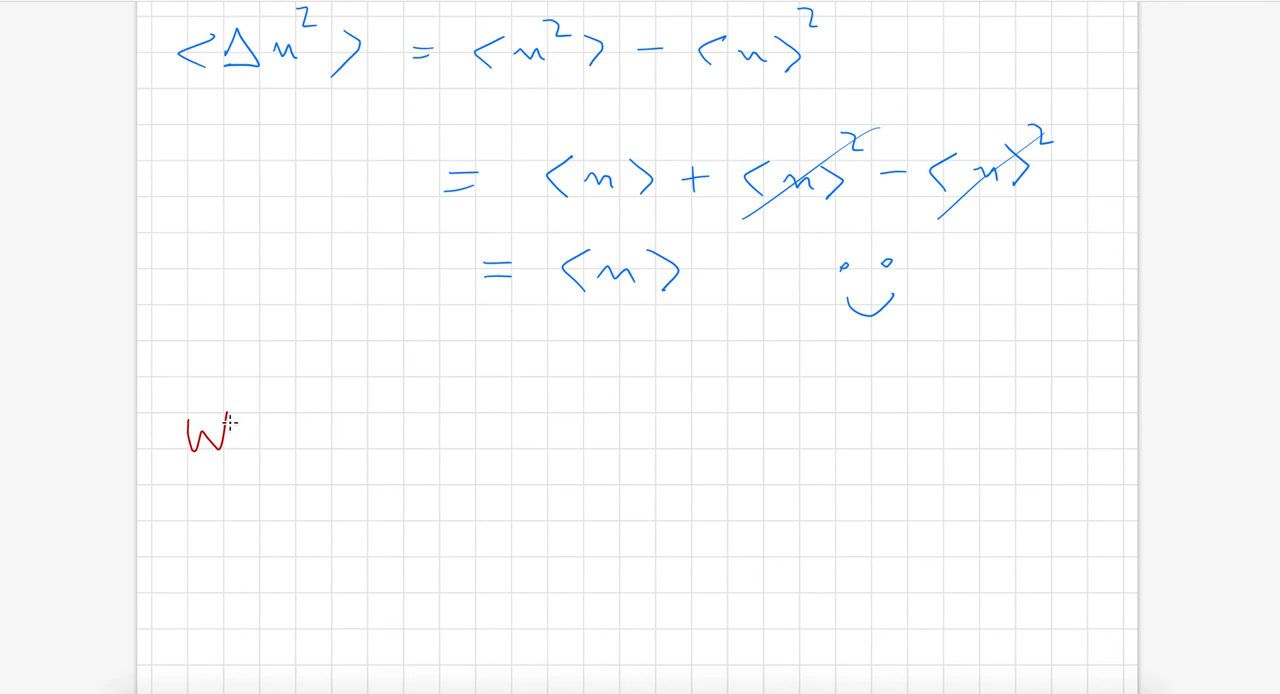 <Δn²> = <n²> - <n>²
= <n> + <n>² - <n>²
= <n>
W